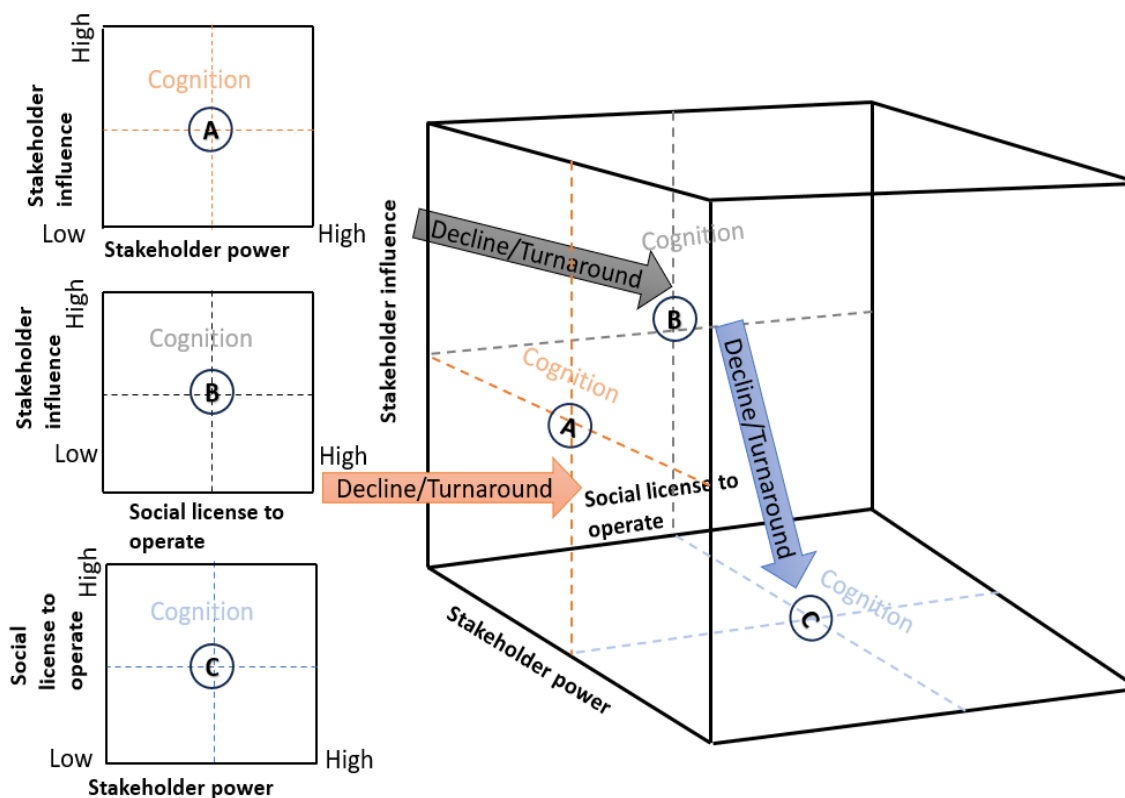 High
Stakeholder
influence
Cognition
A
Low
Stakeholder power
High
High
Stakeholder
influence
Cognition
B
Low
High
Social license to
operate
High
Social
license to
operate
Cognition
C
Low
High
Stakeholder power
Stakeholder influence
Decline/Turnaround
Cognition
B
Cognition
A
Decline/Turnaround
Social license to
operate
Decline/Turnaround
Cognition
C
Stakeholder power